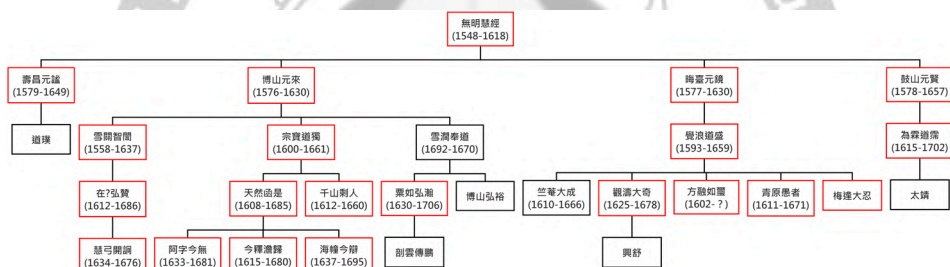 無明慧經
(1548-1618)
壽昌元謐
(1579-1649)
博山元來
(1576-1630)
晦臺元鏡
(1577-1630)
鼓山元賢
(1578-1657)
道璞
雪關智誾
(1558-1637)
宗寶道獨
(1600-1661)
雪澗奉道
(1692-1670)
覺浪道盛
(1593-1659)
為霖道霈
(1615-1702)
在?弘贊
(1612-1686)
天然函是
(1608-1685)
千山剩人
(1612-1660)
粟如弘瀚
(1630-1706)
博山弘裕
竺菴大成
(1610-1666)
觀濤大奇
(1625-1678)
方融如璽
(1602-？)
青原愚者
(1611-1671)
梅逢大忍
太靖
慧弓開詗
(1634-1676)
阿字今無
(1633-1681)
今釋澹歸
(1615-1680)
海幢今辯
(1637-1695)
剖雲傳鵬
興舒